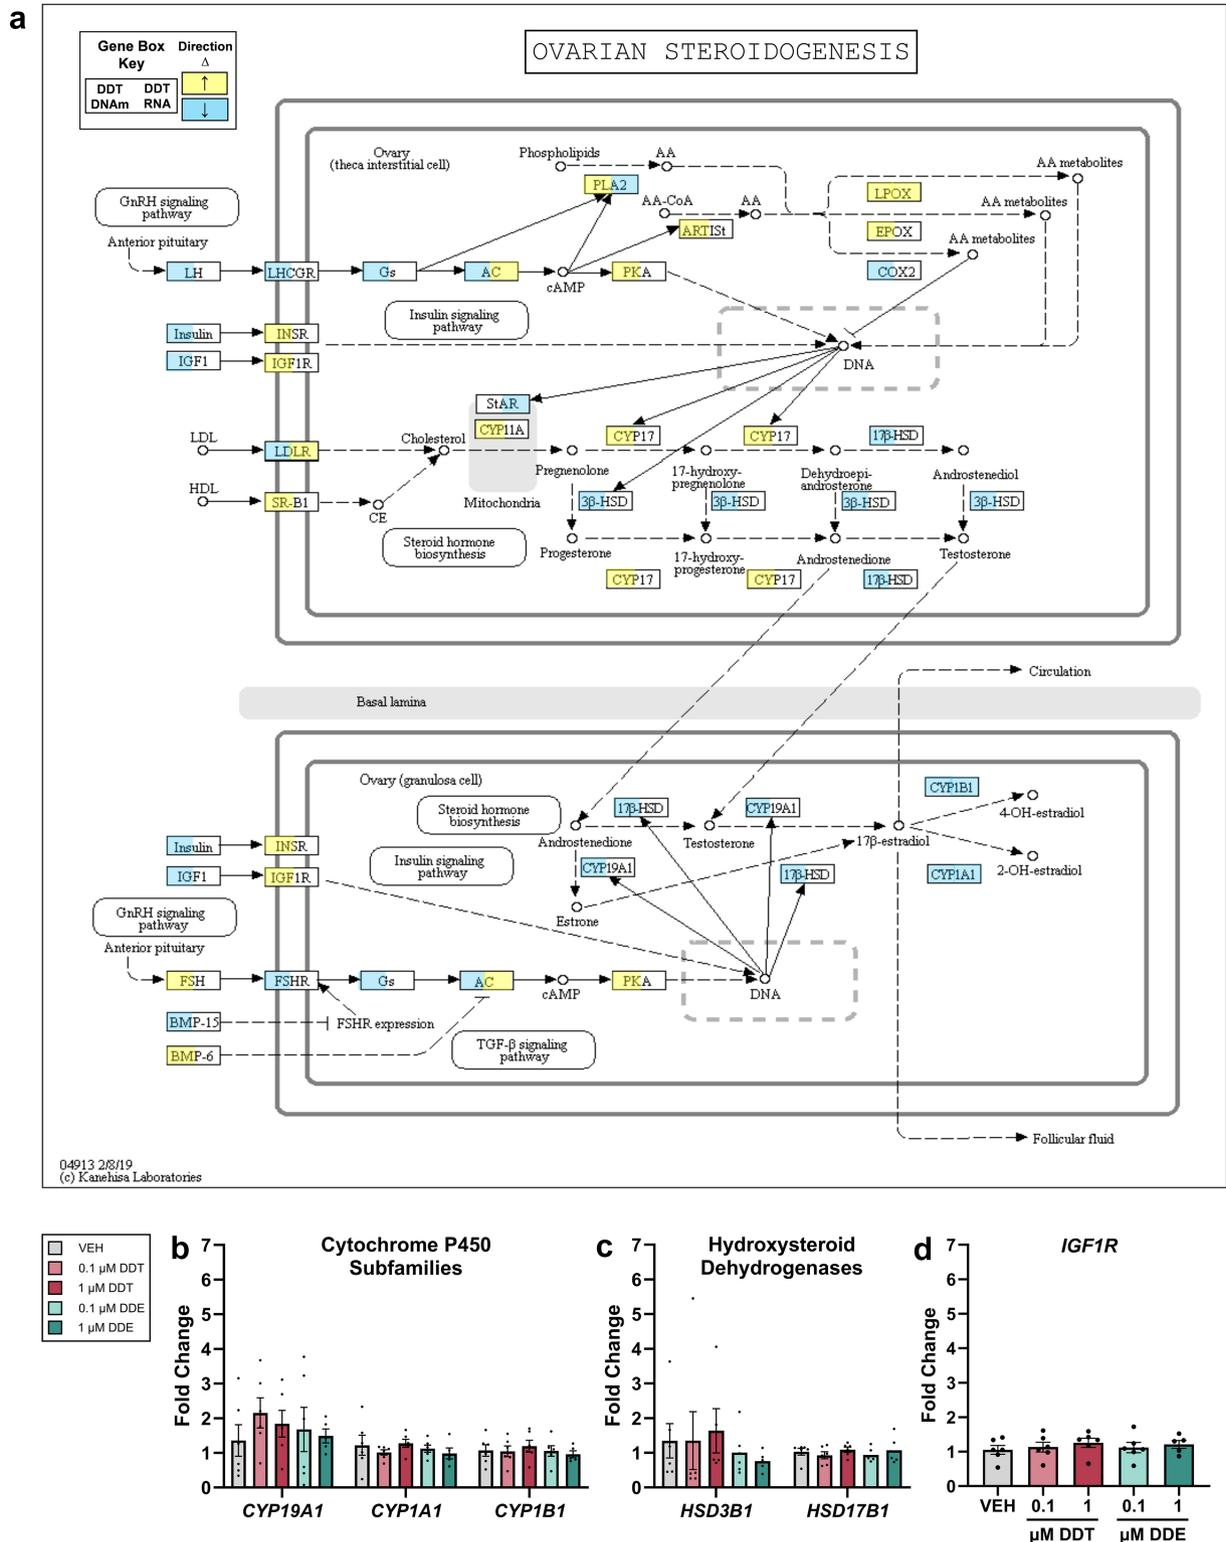 a
Gene Box Key
Direction Δ
DDT DNAm
DDT RNA
↑
↓
OVARIAN STEROIDOGENESIS
Ovary
(theca interstitial cell)
Phospholipids
AA
PLA2
AA-CoA
AA
ARTISt
LPOX
EPOX
COX2
AA metabolites
AA metabolites
AA metabolites
GnRH signaling
pathway
Anterior pituitary
LH
LHCGR
Gs
AC
cAMP
PKA
Insulin signaling
pathway
Insulin
INSR
IGF1
IGF1R
DNA
StAR
CYP11A
Mitochondria
LDL
LDLR
Cholesterol
HDL
SR-B1
CE
Steroid hormone
biosynthesis
CYP17
CYP17
17β-HSD
Pregnenolone
17-hydroxy-
pregnenolone
Dehydroepi-
androsterone
Androstenediol
3β-HSD
3β-HSD
3β-HSD
3β-HSD
Progesterone
17-hydroxy-
progesterone
Androstenedione
Testosterone
CYP17
CYP17
17β-HSD
Circulation
Basal lamina
Ovary (granulosa cell)
Steroid hormone
biosynthesis
17β-HSD
CYP19A1
CYP1B1
4-OH-estradiol
Androstenedione
Testosterone
17β-estradiol
Insulin
INSR
Insulin signaling
pathway
CYP19A1
17β-HSD
CYP1A1
2-OH-estradiol
IGF1
IGF1R
Estrone
GnRH signaling
pathway
Anterior pituitary
FSH
FSHR
Gs
AC
cAMP
PKA
DNA
BMP-15
FSHR expression
BMP-6
TGF-β signaling
pathway
Follicular fluid
04913 2/8/19
(c) Kanehisa Laboratories
VEH
0.1 µM DDT
1 µM DDT
0.1 µM DDE
1 µM DDE
b
Cytochrome P450
Subfamilies
Fold Change
7
6
5
4
3
2
1
0
CYP19A1 CYP1A1 CYP1B1
c
Hydroxysteroid
Dehydrogenases
Fold Change
7
6
5
4
3
2
1
0
HSD3B1 HSD17B1
d
IGF1R
Fold Change
7
6
5
4
3
2
1
0
VEH 0.1 1 0.1 1
µM DDT µM DDE